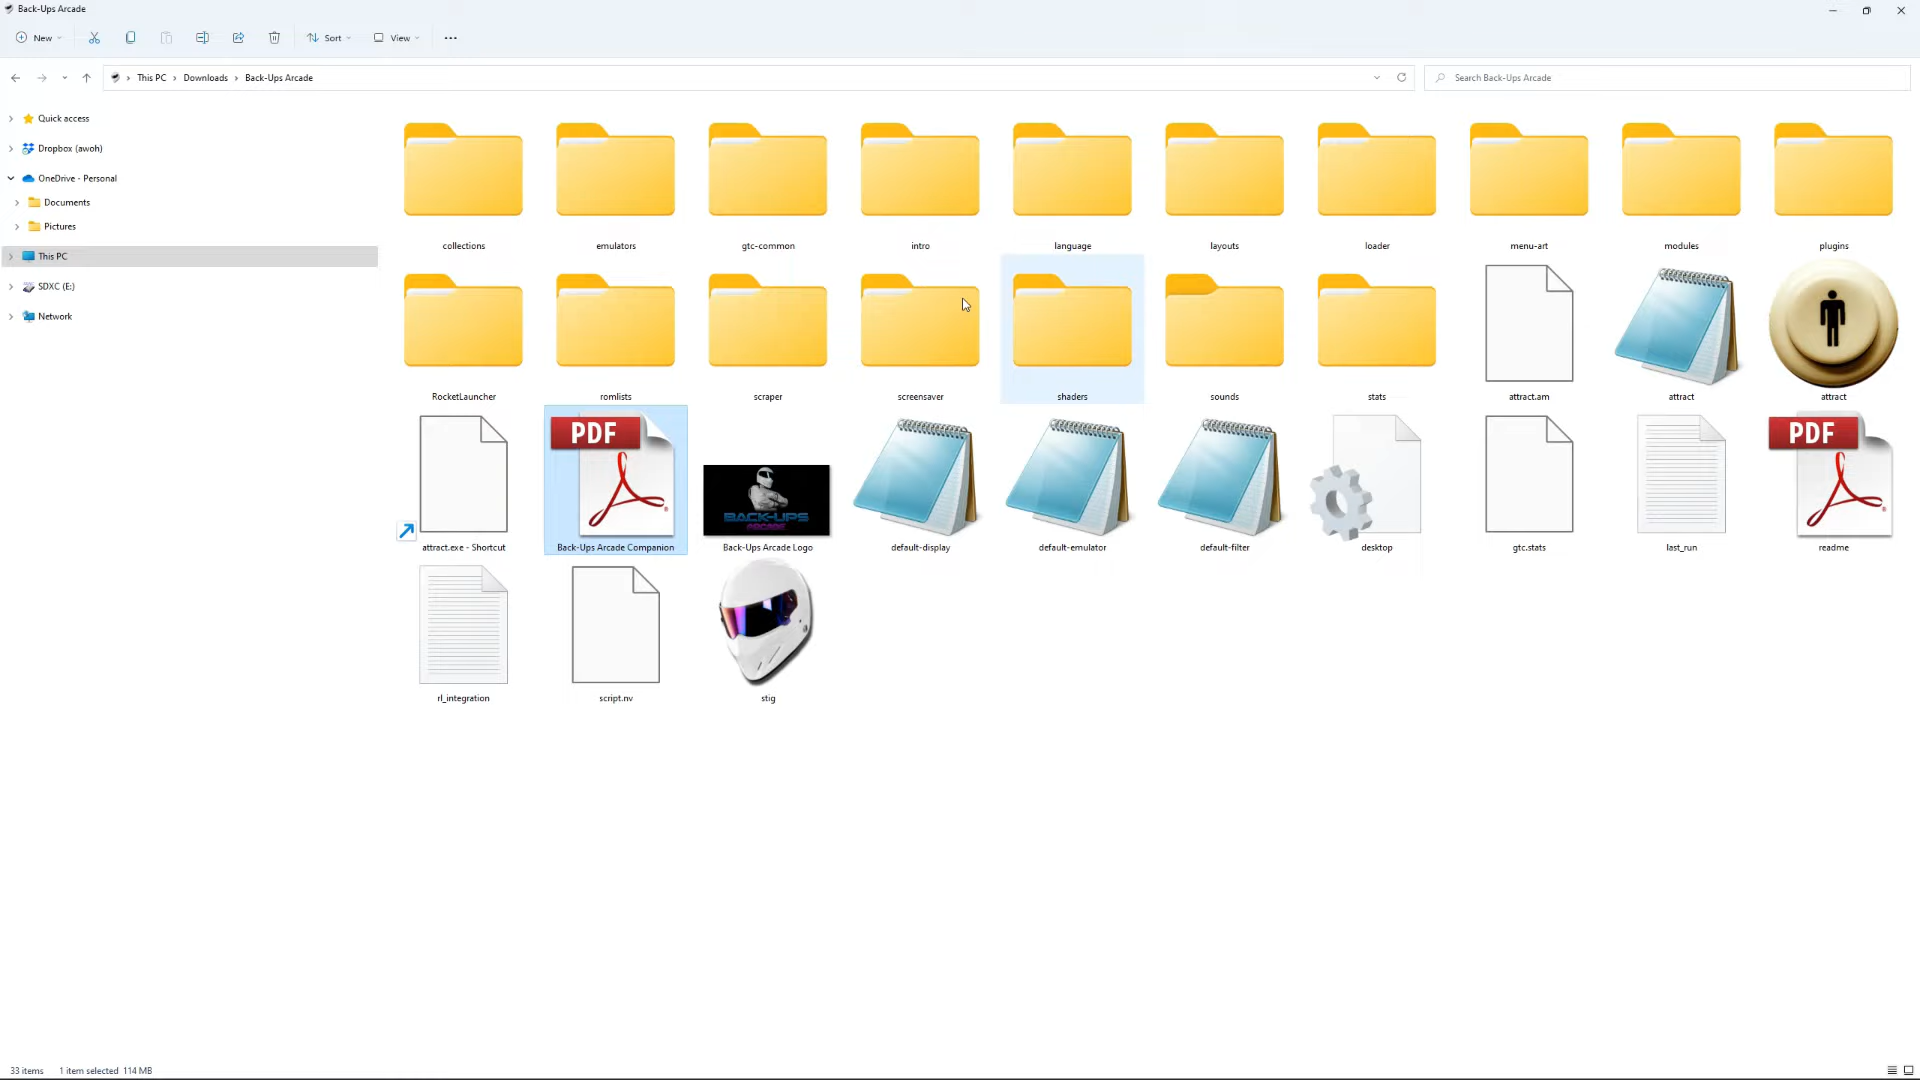 Back-Ups Arcade
New
Sort
View
This PC
Downloads
Back-Ups Arcade
Search Back-Ups Arcade
Quick access
Dropbox (awoh)
OneDrive - Personal
Documents
Pictures
This PC
SDXC (E:)
Network
collections
emulators
gtc-common
intro
language
layouts
loader
menu-art
modules
plugins
RocketLauncher
romlists
scraper
screensaver
shaders
sounds
stats
attract.am
attract
attract
PDF
BACK-UPS
ARCADE
PDF
attract.exe - Shortcut
Back-Ups Arcade Companion
Back-Ups Arcade Logo
default-display
default-emulator
default-filter
desktop
gtc.stats
last_run
readme
rl_integration
script.nv
stig
33 items
1 item selected 114 MB